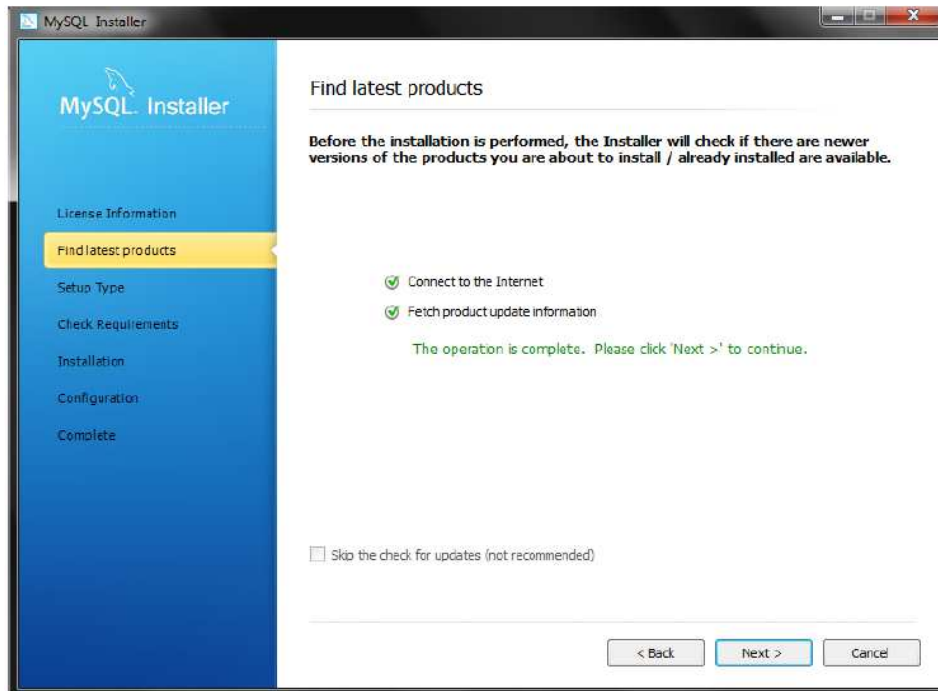 MySQL Installer
MySQL. Installer
License Information
Find latest products
Setup Type
Check Requirements
Installation
Configuration
Complete
Find latest products
Before the installation is performed, the Installer will check if there are newer
versions of the products you are about to install / already installed are available.
Connect to the Internet
Fetch product update information
The operation is complete. Please click 'Next >' to continue.
Skip the check for updates (not recommended)
< Back
Next >
Cancel